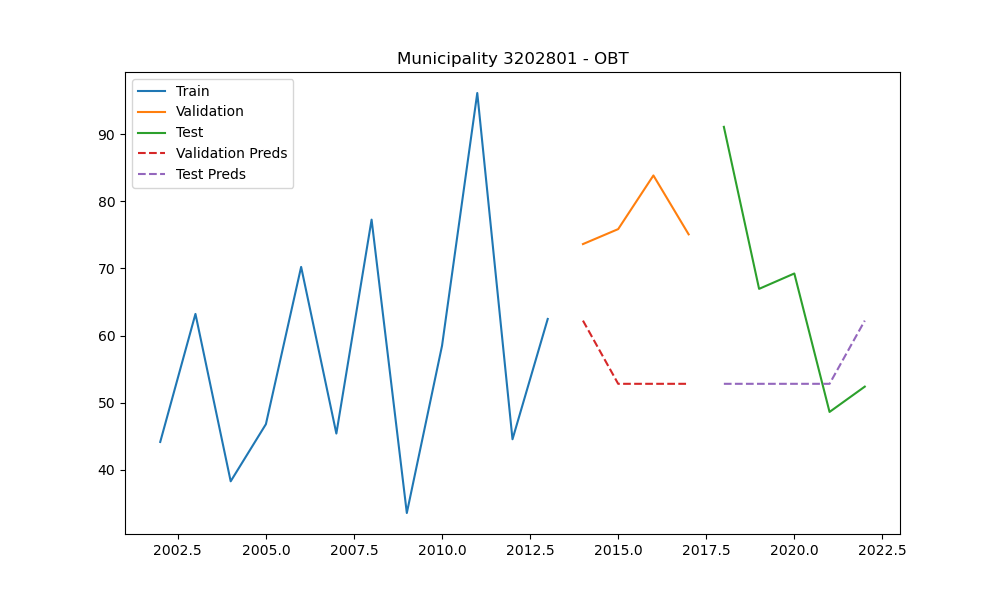 Municipality 3202801 - OBT
Train
Validation
Test
Validation Preds
Test Preds
90
80
70
60
50
40
2002.5 2005.0 2007.5 2010.0 2012.5 2015.0 2017.5 2020.0 2022.5